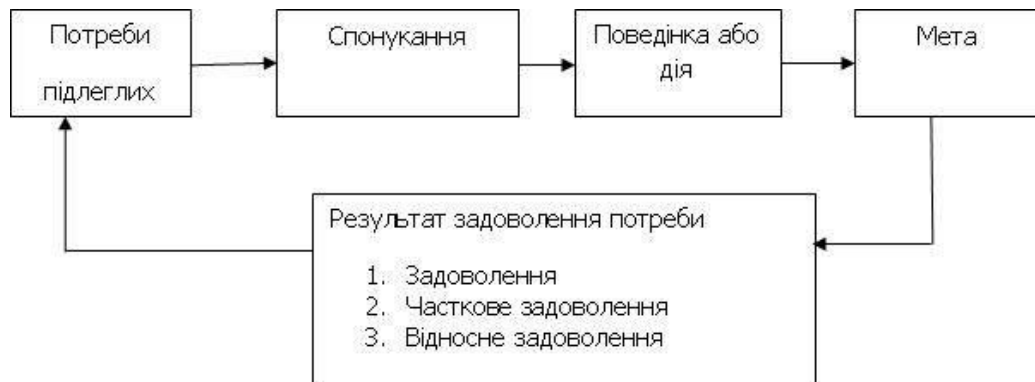 Потреби
підлеглих
Спонукання
Поведінка або
дія
Мета
Результат задоволення потреби
1. Задоволення
2. Часткове задоволення
3. Відносне задоволення